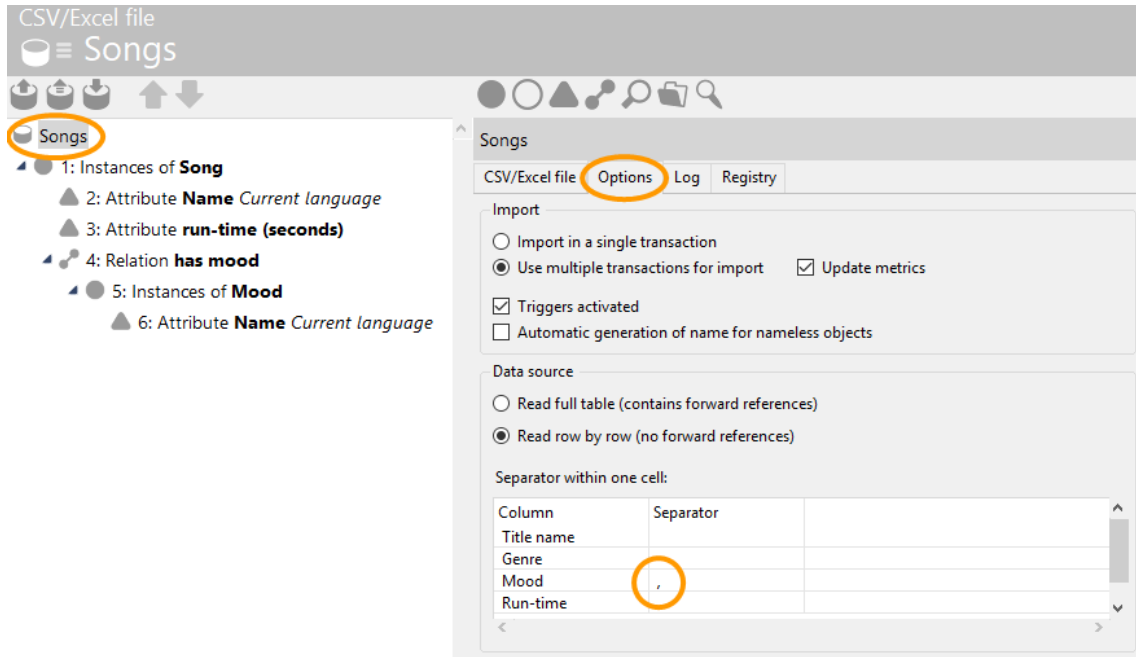 CSV/Excel file
Songs
Songs
1: Instances of Song
2: Attribute Name Current language
3: Attribute run-time (seconds)
4: Relation has mood
5: Instances of Mood
6: Attribute Name Current language
Songs
CSV/Excel file Options Log Registry
Import
Import in a single transaction
Use multiple transactions for import Update metrics
Triggers activated
Automatic generation of name for nameless objects
Data source
Read full table (contains forward references)
Read row by row (no forward references)
Separator within one cell:
Column Separator
Title name
Genre
Mood ,
Run-time